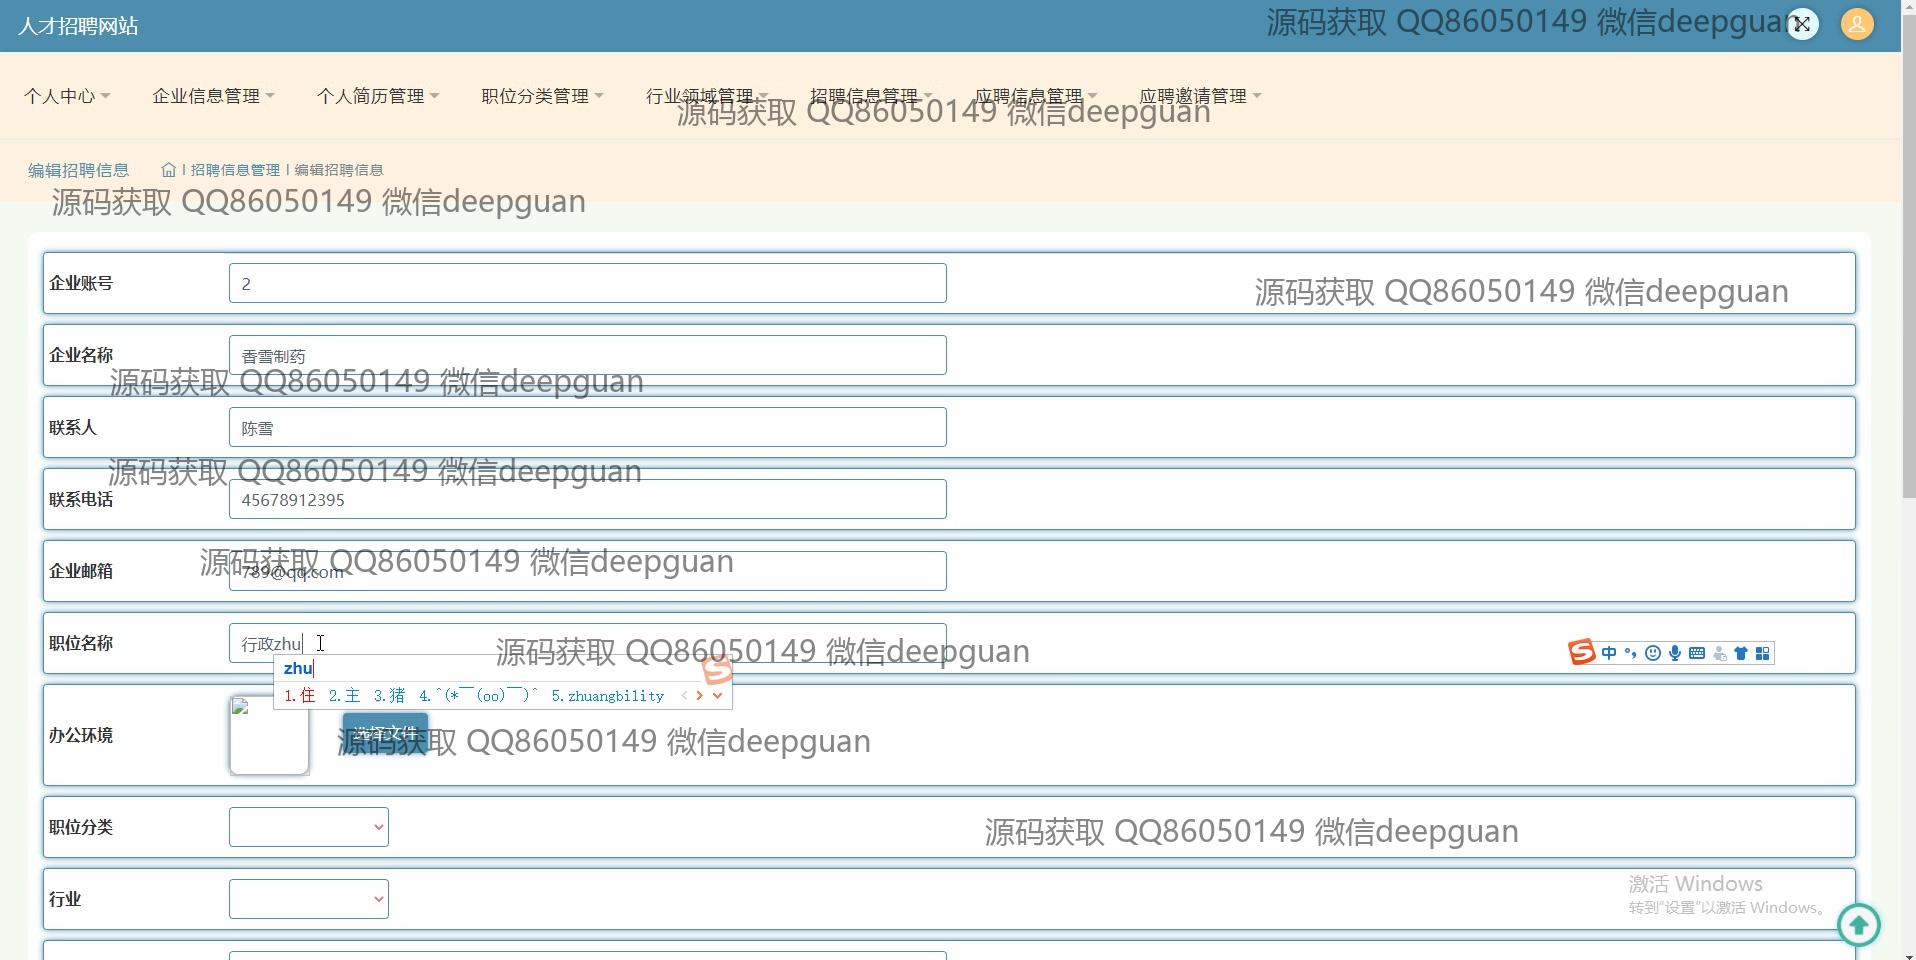 人才招聘网站
源码获取 QQ86050149 微信deepguan
个人中心 企业信息管理 个人简历管理 职位分类管理 行业领域管理 招聘信息管理 应聘信息管理 应聘邀请管理
源码获取 QQ86050149 微信deepguan
编辑招聘信息 | 招聘信息管理 | 编辑招聘信息
源码获取 QQ86050149 微信deepguan
企业账号 2
源码获取 QQ86050149 微信deepguan
企业名称 香雪制药
源码获取 QQ86050149 微信deepguan
联系人 陈雪
源码获取 QQ86050149 微信deepguan
联系电话 45678912395
源码获取 QQ86050149 微信deepguan
企业邮箱 789@qq.com
职位名称 行政zhu
源码获取 QQ86050149 微信deepguan
中
zhu
1.住 2.主 3.猪 4.ˆ(*￣(oo)￣)ˆ 5.zhuangbility
办公环境 选择文件
源码获取 QQ86050149 微信deepguan
职位分类
源码获取 QQ86050149 微信deepguan
行业
激活 Windows
转到"设置"以激活 Windows。